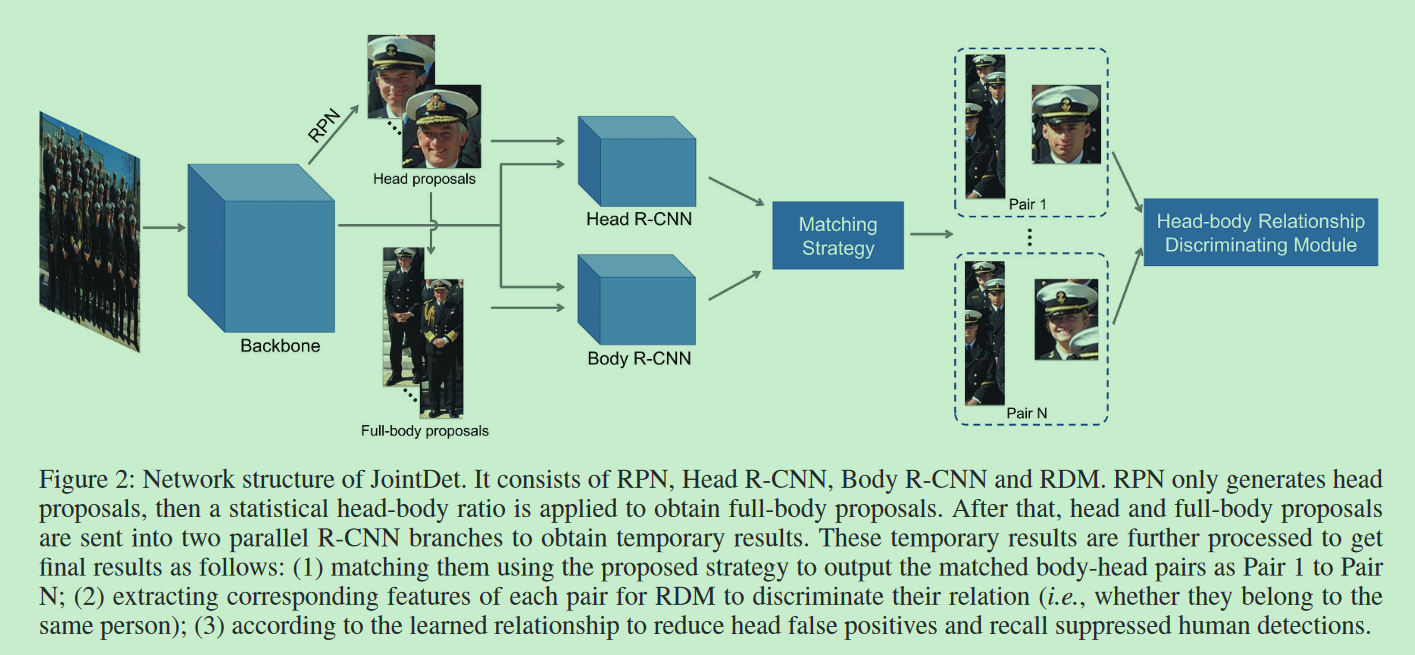 RPN
Head proposals
Full-body proposals
Backbone
Head R-CNN
Body R-CNN
Matching
Strategy
Pair 1
Pair N
Head-body Relationship
Discriminating Module
Figure 2: Network structure of JointDet. It consists of RPN, Head R-CNN, Body R-CNN and RDM. RPN only generates head
proposals, then a statistical head-body ratio is applied to obtain full-body proposals. After that, head and full-body proposals
are sent into two parallel R-CNN branches to obtain temporary results. These temporary results are further processed to get
final results as follows: (1) matching them using the proposed strategy to output the matched body-head pairs as Pair 1 to Pair
N; (2) extracting corresponding features of each pair for RDM to discriminate their relation (i.e., whether they belong to the
same person); (3) according to the learned relationship to reduce head false positives and recall suppressed human detections.